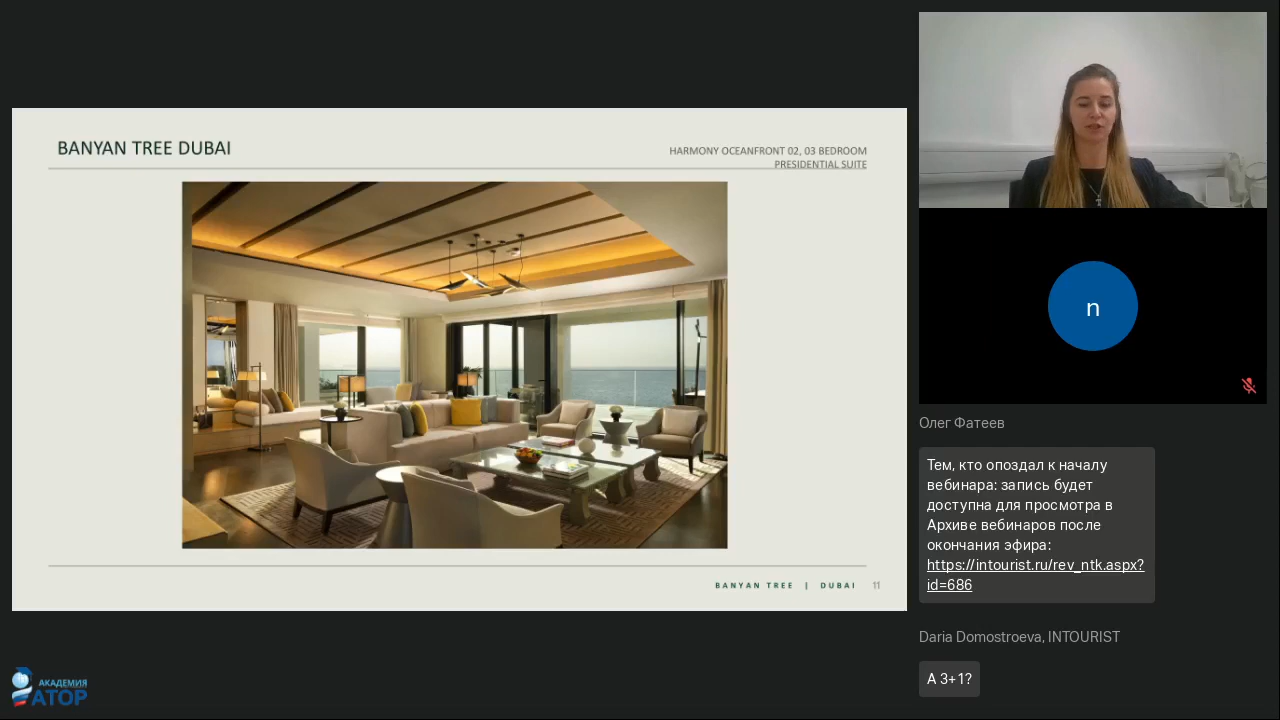 BANYAN TREE DUBAI
HARMONY OCEANFRONT 02, 03 BEDROOM
PRESIDENTIAL SUITE
BANYAN TREE | DUBAI 11
АКАДЕМИЯ
АТОР
n
Олег Фатеев
Тем, кто опоздал к началу
вебинара: запись будет
доступна для просмотра в
Архиве вебинаров после
окончания эфира:
https://intourist.ru/rev_ntk.aspx?
id=686
Daria Domostroeva, INTOURIST
А 3+1?